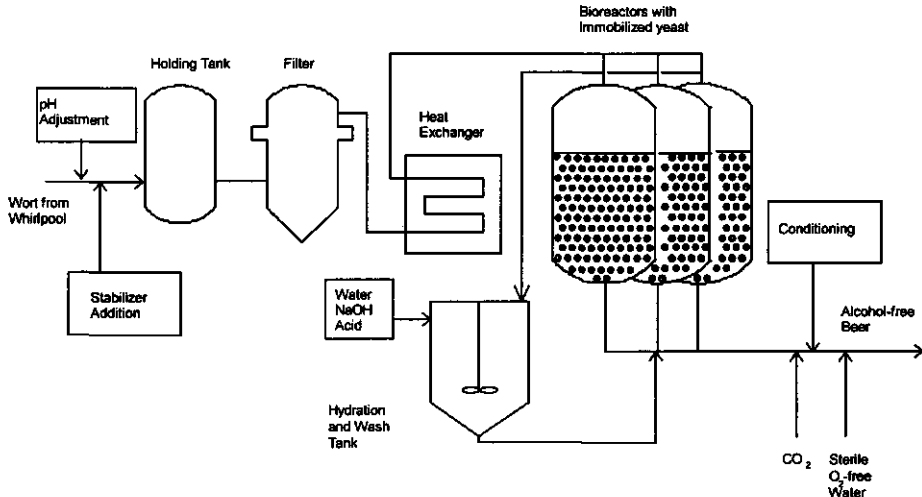 Bioreactors with
Immobilized yeast
Holding Tank
Filter
pH
Adjustment
Heat
Exchanger
Wort from
Whirlpool
Conditioning
Stabilizer
Addition
Water
NaOH
Acid
Alcohol-free
Beer
Hydration
and Wash
Tank
CO2
Sterile
O2-free
Water